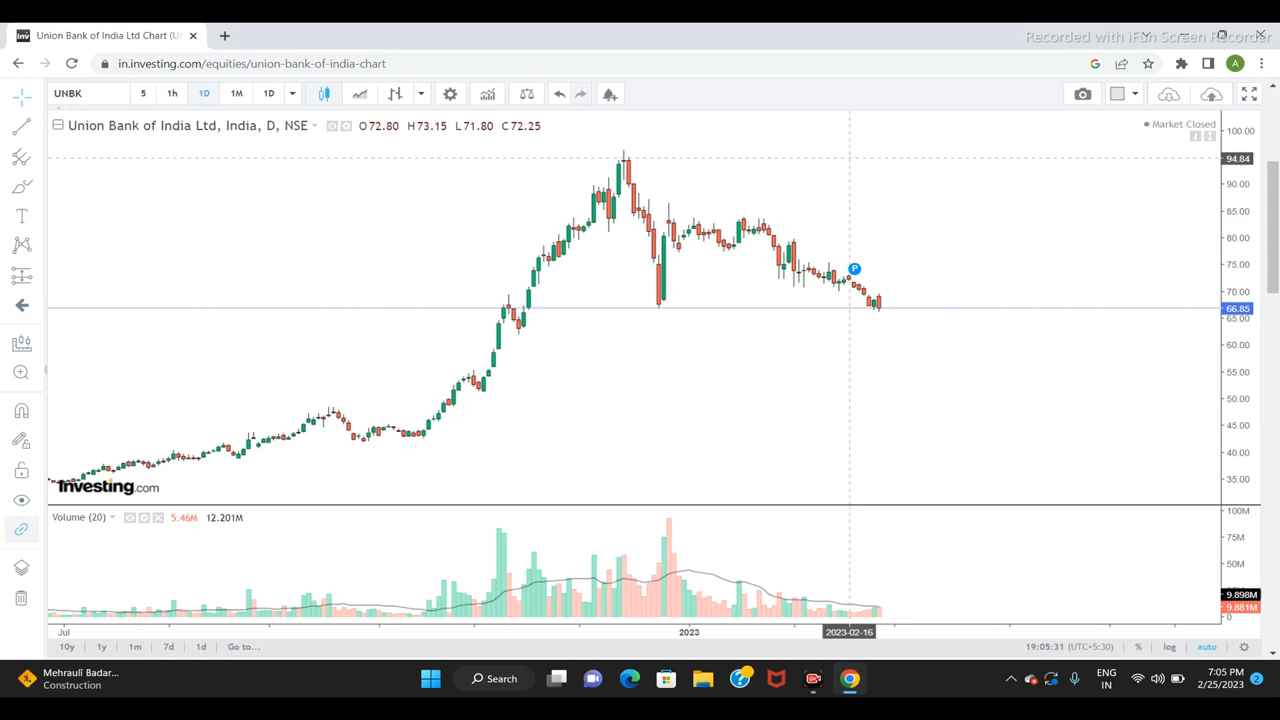 Union Bank of India Ltd Chart (U
Recorded with iFun Screen Recorder
in.investing.com/equities/union-bank-of-india-chart
A
UNBK 5 1h 1D 1M 1D
Union Bank of India Ltd, India, D, NSE O72.80 H73.15 L71.80 C72.25
Market Closed
100.00
94.84
90.00
85.00
80.00
75.00
70.00
66.85
65.00
60.00
55.00
50.00
45.00
40.00
35.00
P
Investing.com
Volume (20) 5.46M 12.201M
100M
75M
50M
9.898M
9.881M
0
Jul 2023 2023-02-16
10y 1y 1m 7d 1d Go to... 19:05:31 (UTC+5:30) % log auto
Mehrauli Badar...
Construction
Search
ENG
IN
7:05 PM
2/25/2023
2